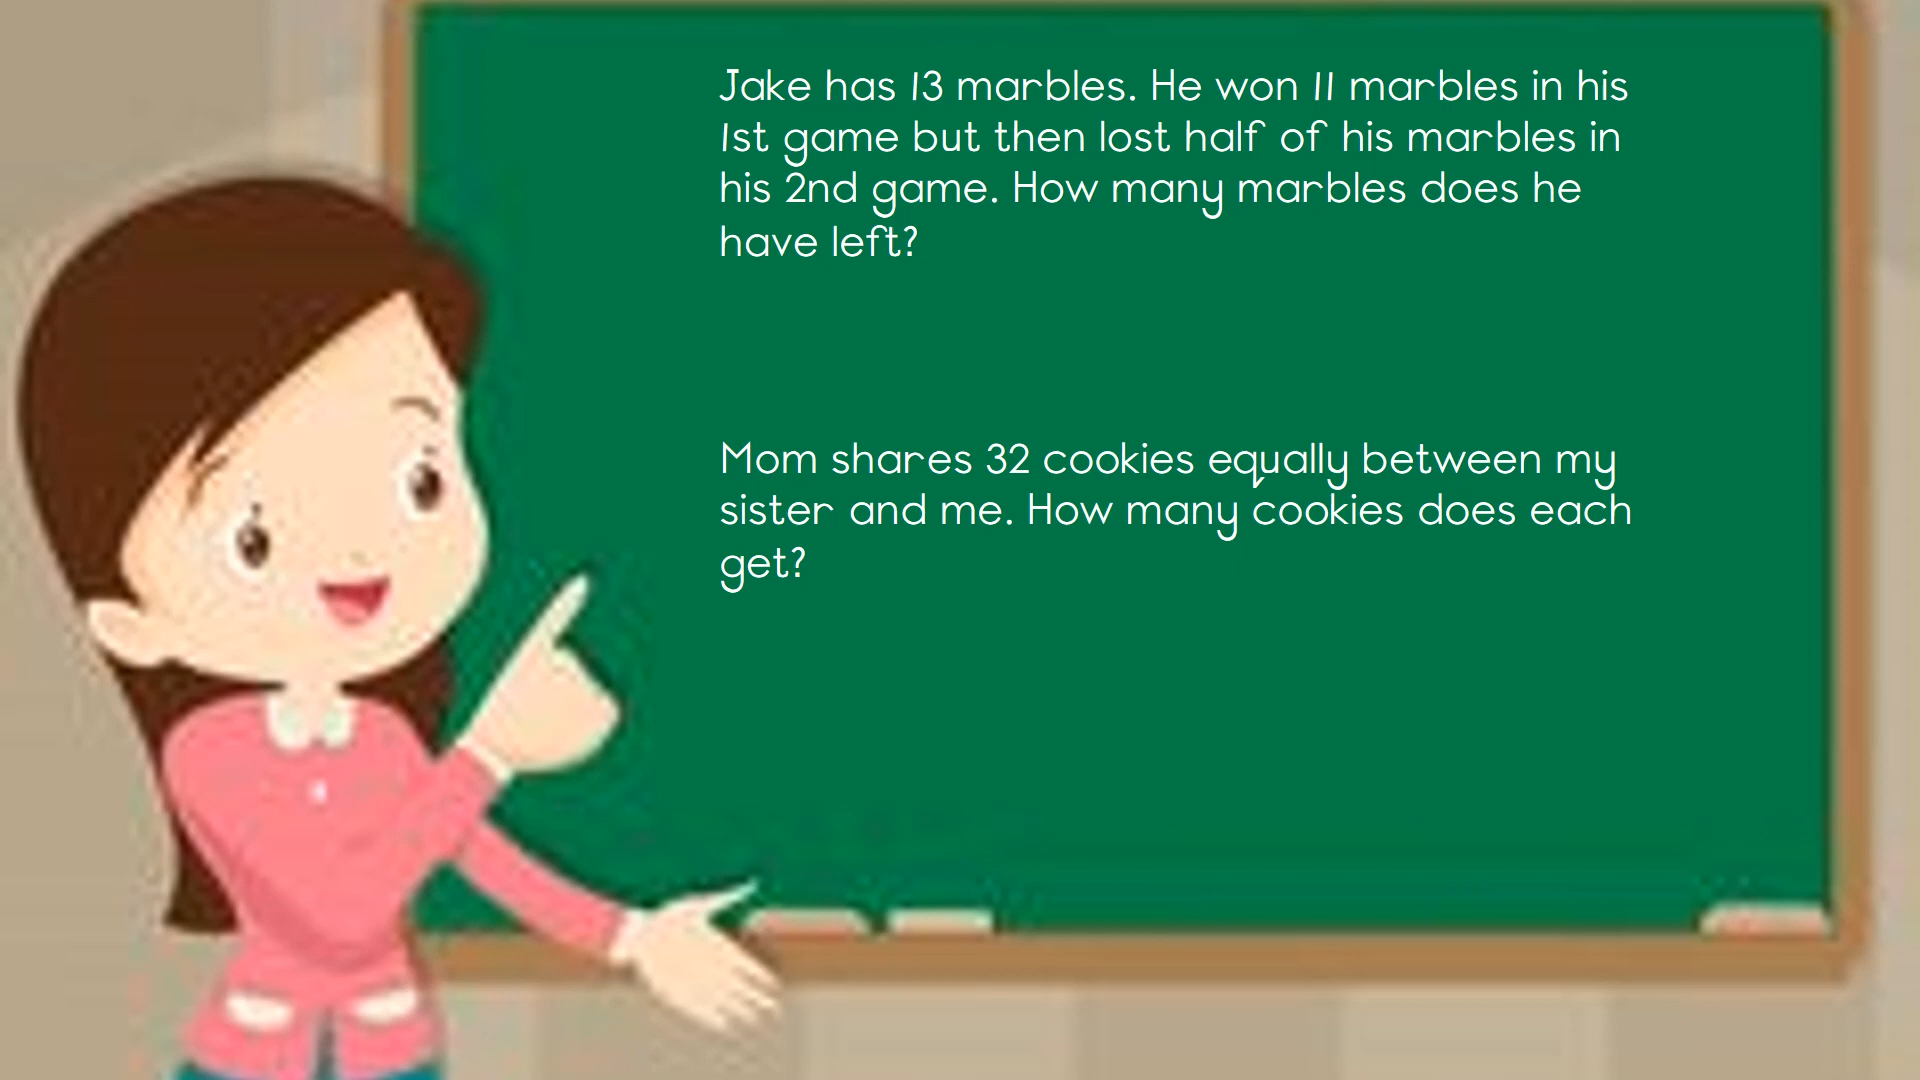 Jake has 13 marbles. He won 11 marbles in his
1st game but then lost half of his marbles in
his 2nd game. How many marbles does he
have left?
Mom shares 32 cookies equally between my
sister and me. How many cookies does each
get?